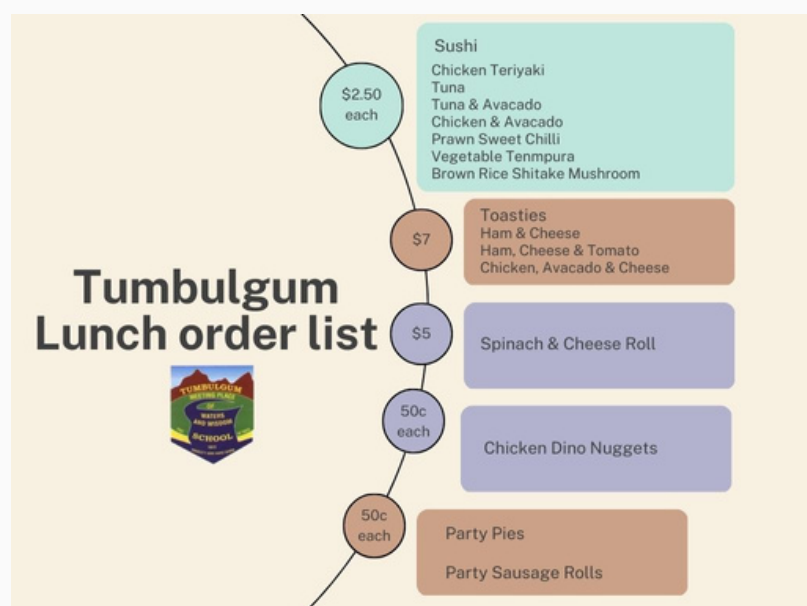 Tumbulgum
Lunch order list
TUMBULGUM
MEETING PLACE
OF
WATERS
AND WISDOM
SCHOOL
$2.50
each
Sushi
Chicken Teriyaki
Tuna
Tuna & Avacado
Chicken & Avacado
Prawn Sweet Chilli
Vegetable Tenmpura
Brown Rice Shitake Mushroom
$7
Toasties
Ham & Cheese
Ham, Cheese & Tomato
Chicken, Avacado & Cheese
$5
Spinach & Cheese Roll
50c
each
Chicken Dino Nuggets
50c
each
Party Pies
Party Sausage Rolls